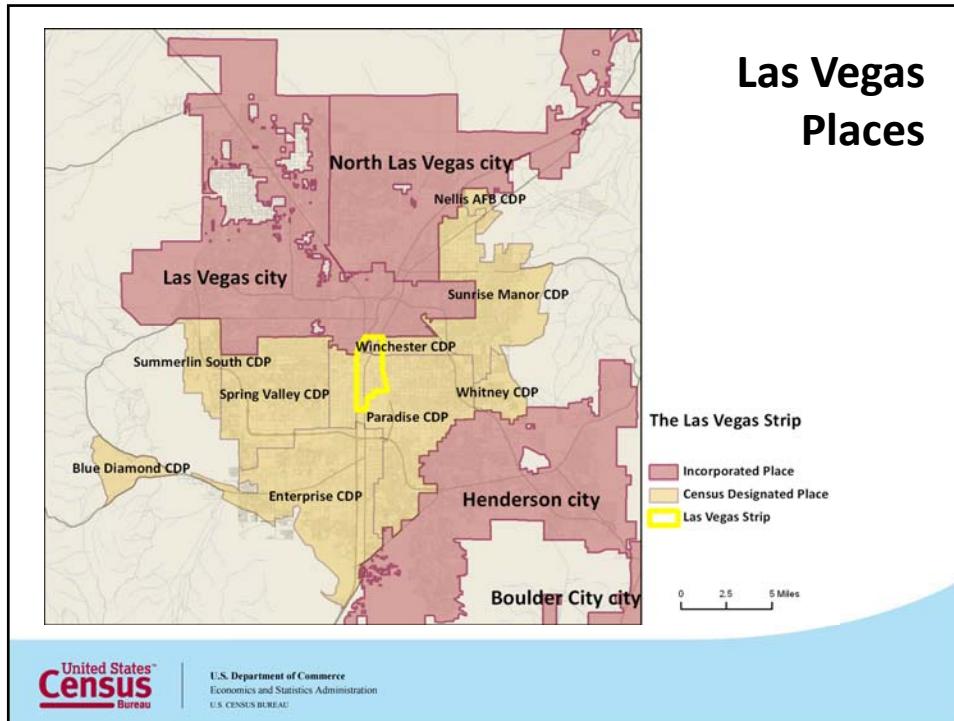 Las Vegas
Places
North Las Vegas city
Nellis AFB CDP
Las Vegas city
Sunrise Manor CDP
Winchester CDP
Summerlin South CDP
Spring Valley CDP
Whitney CDP
Paradise CDP
Blue Diamond CDP
Enterprise CDP
Henderson city
Boulder City city
The Las Vegas Strip
Incorporated Place
Census Designated Place
Las Vegas Strip
0 2.5 5 Miles
United States™
Census
Bureau
U.S. Department of Commerce
Economics and Statistics Administration
U.S. CENSUS BUREAU